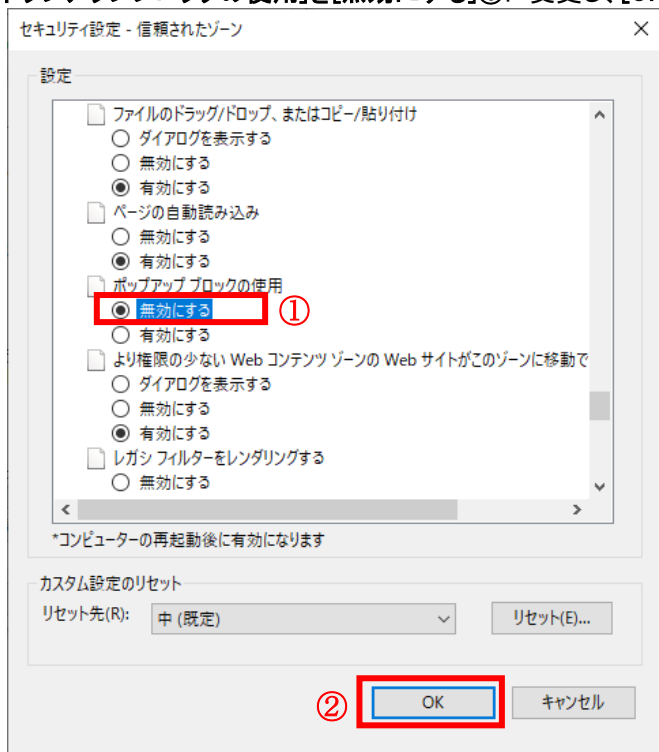 セキュリティ設定 - 信頼されたゾーン
設定
ファイルのドラッグ/ドロップ、またはコピー/貼り付け
ダイアログを表示する
無効にする
有効にする
ページの自動読み込み
無効にする
有効にする
ポップアップ ブロックの使用
無効にする ①
有効にする
より権限の少ない Web コンテンツ ゾーンの Web サイトがこのゾーンに移動で
ダイアログを表示する
無効にする
有効にする
レガシ フィルターをレンダリングする
無効にする
*コンピューターの再起動後に有効になります
カスタム設定のリセット
リセット先(R): 中 (既定) リセット(E)...
② OK キャンセル